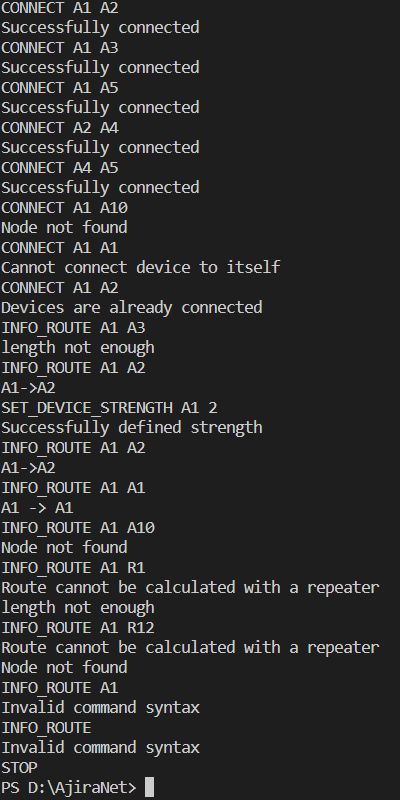 CONNECT A1 A2
Successfully connected
CONNECT A1 A3
Successfully connected
CONNECT A1 A5
Successfully connected
CONNECT A2 A4
Successfully connected
CONNECT A4 A5
Successfully connected
CONNECT A1 A10
Node not found
CONNECT A1 A1
Cannot connect device to itself
CONNECT A1 A2
Devices are already connected
INFO_ROUTE A1 A3
length not enough
INFO_ROUTE A1 A2
A1->A2
SET_DEVICE_STRENGTH A1 2
Successfully defined strength
INFO_ROUTE A1 A2
A1->A2
INFO_ROUTE A1 A1
A1 -> A1
INFO_ROUTE A1 A10
Node not found
INFO_ROUTE A1 R1
Route cannot be calculated with a repeater
length not enough
INFO_ROUTE A1 R12
Route cannot be calculated with a repeater
Node not found
INFO_ROUTE A1
Invalid command syntax
INFO_ROUTE
Invalid command syntax
STOP
PS D:\AjiraNet>